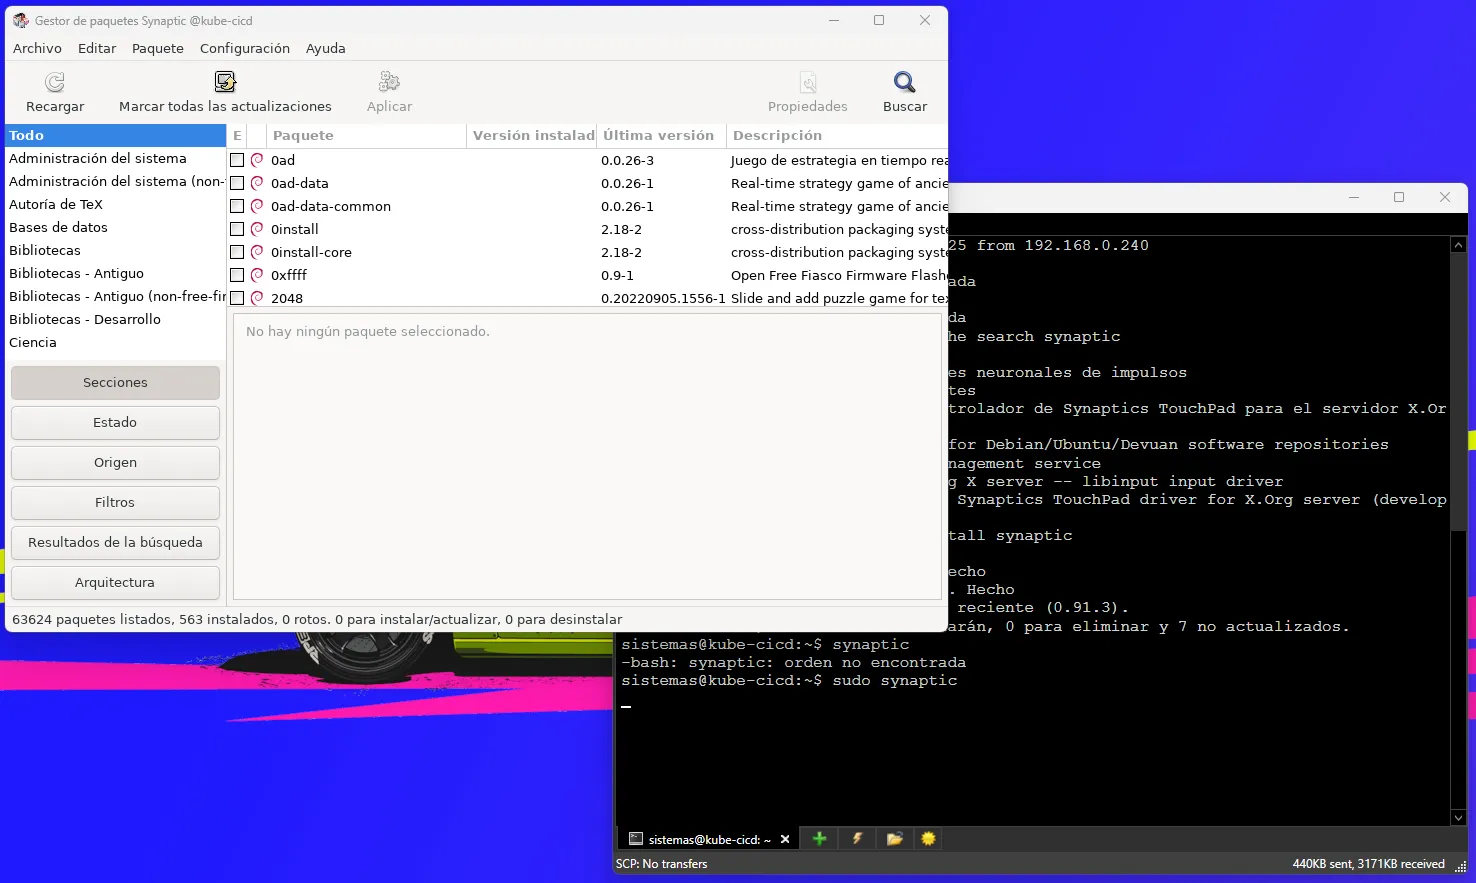 Gestor de paquetes Synaptic @kube-cicd
Archivo Editar Paquete Configuración Ayuda
Recargar Marcar todas las actualizaciones Aplicar Propiedades Buscar
Todo
Administración del sistema
Administración del sistema (non-
Autoría de TeX
Bases de datos
Bibliotecas
Bibliotecas - Antiguo
Bibliotecas - Antiguo (non-free-fir
Bibliotecas - Desarrollo
Ciencia
Secciones
Estado
Origen
Filtros
Resultados de la búsqueda
Arquitectura
E Paquete Versión instalad Última versión Descripción
0ad 0.0.26-3 Juego de estrategia en tiempo rea
0ad-data 0.0.26-1 Real-time strategy game of ancie
0ad-data-common 0.0.26-1 Real-time strategy game of ancie
0install 2.18-2 cross-distribution packaging syste
0install-core 2.18-2 cross-distribution packaging syste
0xffff 0.9-1 Open Free Fiasco Firmware Flashe
2048 0.20220905.1556-1 Slide and add puzzle game for tex
No hay ningún paquete seleccionado.
63624 paquetes listados, 563 instalados, 0 rotos. 0 para instalar/actualizar, 0 para desinstalar
25 from 192.168.0.240
ada
da
he search synaptic
es neuronales de impulsos
tes
trolador de Synaptics TouchPad para el servidor X.Or
for Debian/Ubuntu/Devuan software repositories
nagement service
g X server -- libinput input driver
Synaptics TouchPad driver for X.Org server (develop
tall synaptic
echo
. Hecho
reciente (0.91.3).
arán, 0 para eliminar y 7 no actualizados.
sistemas@kube-cicd:~$ synaptic
-bash: synaptic: orden no encontrada
sistemas@kube-cicd:~$ sudo synaptic
sistemas@kube-cicd: ~
SCP: No transfers 440KB sent, 3171KB received